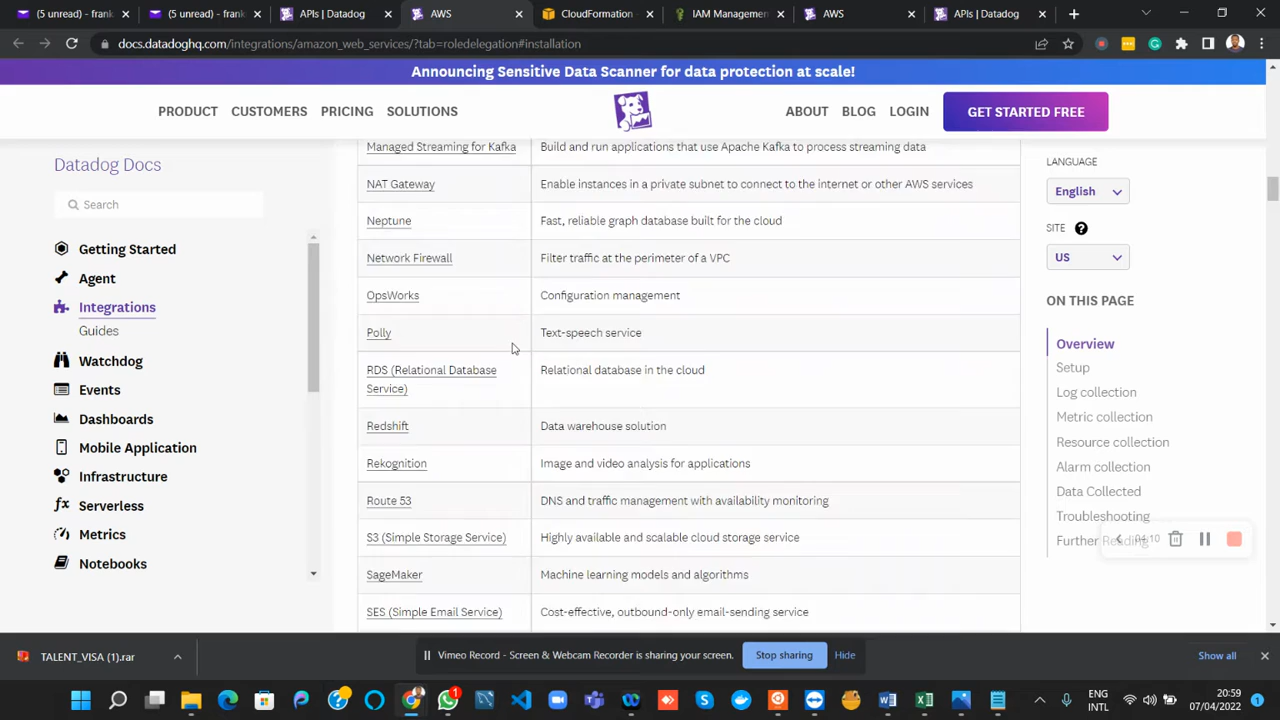 (5 unread) - frank
(5 unread) - frank
APIs | Datadog
AWS
CloudFormation
IAM Managemen
AWS
APIs | Datadog
docs.datadoghq.com/integrations/amazon_web_services/?tab=roledelegation#installation
Announcing Sensitive Data Scanner for data protection at scale!
PRODUCT CUSTOMERS PRICING SOLUTIONS
ABOUT BLOG LOGIN GET STARTED FREE
Datadog Docs
Search
Getting Started
Agent
Integrations
Guides
Watchdog
Events
Dashboards
Mobile Application
Infrastructure
Serverless
Metrics
Notebooks
Managed Streaming for Kafka Build and run applications that use Apache Kafka to process streaming data
NAT Gateway Enable instances in a private subnet to connect to the internet or other AWS services
Neptune Fast, reliable graph database built for the cloud
Network Firewall Filter traffic at the perimeter of a VPC
OpsWorks Configuration management
Polly Text-speech service
RDS (Relational Database Relational database in the cloud
Service)
Redshift Data warehouse solution
Rekognition Image and video analysis for applications
Route 53 DNS and traffic management with availability monitoring
S3 (Simple Storage Service) Highly available and scalable cloud storage service
SageMaker Machine learning models and algorithms
SES (Simple Email Service) Cost-effective, outbound-only email-sending service
LANGUAGE
English
SITE ?
US
ON THIS PAGE
Overview
Setup
Log collection
Metric collection
Resource collection
Alarm collection
Data Collected
Troubleshooting
Further Reading
04:10
TALENT_VISA (1).rar
Vimeo Record - Screen & Webcam Recorder is sharing your screen. Stop sharing Hide
Show all
1
ENG
INTL
20:59
07/04/2022